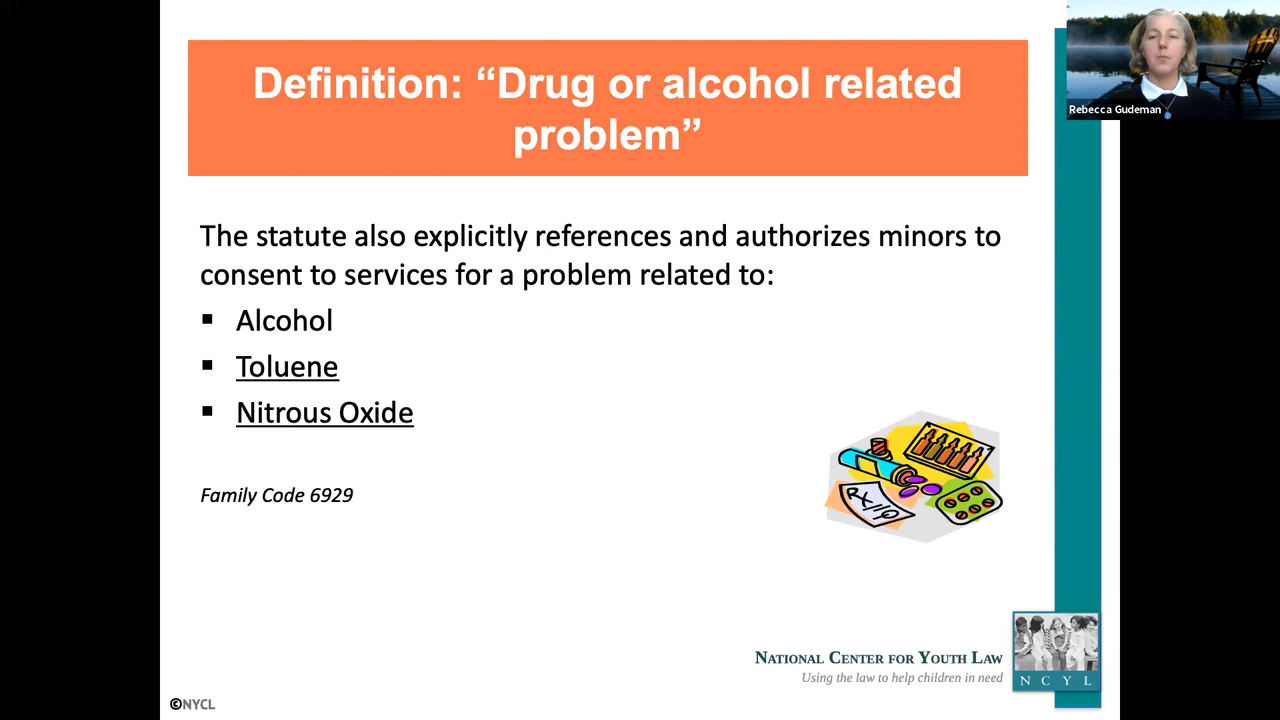 Definition: “Drug or alcohol related
problem”
Rebecca Gudeman
The statute also explicitly references and authorizes minors to
consent to services for a problem related to:
▪ Alcohol
▪ Toluene
▪ Nitrous Oxide
Family Code 6929
NATIONAL CENTER FOR YOUTH LAW
Using the law to help children in need
N C Y L
©NYCL